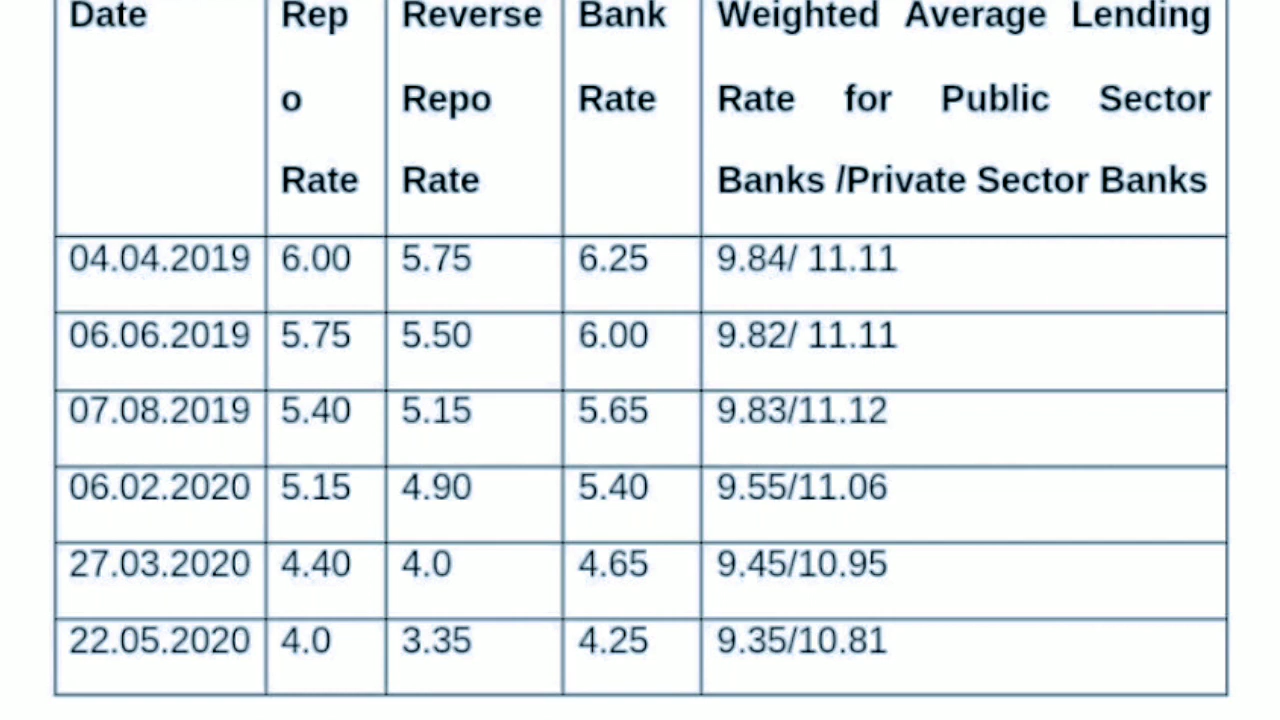 Date Rep Reverse Bank Weighted Average Lending
o Repo Rate Rate for Public Sector
Rate Rate Banks /Private Sector Banks
04.04.2019 6.00 5.75 6.25 9.84/ 11.11
06.06.2019 5.75 5.50 6.00 9.82/ 11.11
07.08.2019 5.40 5.15 5.65 9.83/11.12
06.02.2020 5.15 4.90 5.40 9.55/11.06
27.03.2020 4.40 4.0 4.65 9.45/10.95
22.05.2020 4.0 3.35 4.25 9.35/10.81